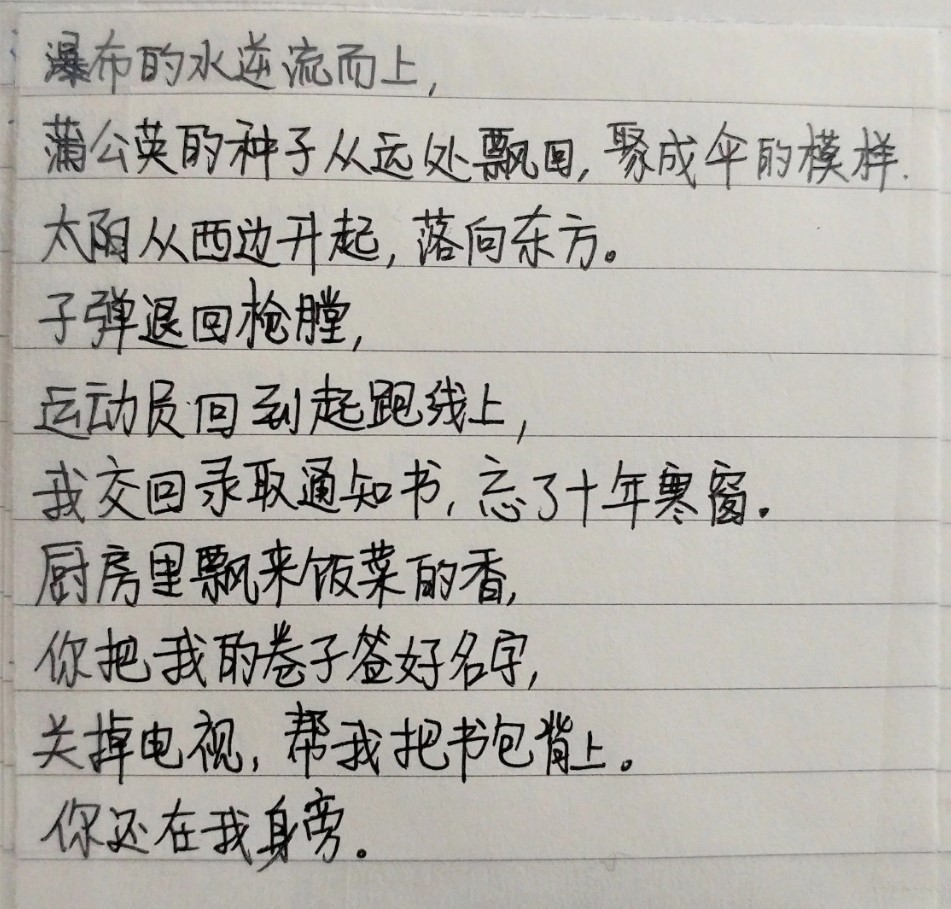 瀑布的水逆流而上,
蒲公英的种子从远处飘回,聚成伞的模样.
太阳从西边升起,落向东方。
子弹退回枪膛,
运动员回到起跑线上,
我交回录取通知书,忘了十年寒窗.
厨房里飘来饭菜的香,
你把我的卷子签好名字,
关掉电视,帮我把书包背上。
你还在我身旁。